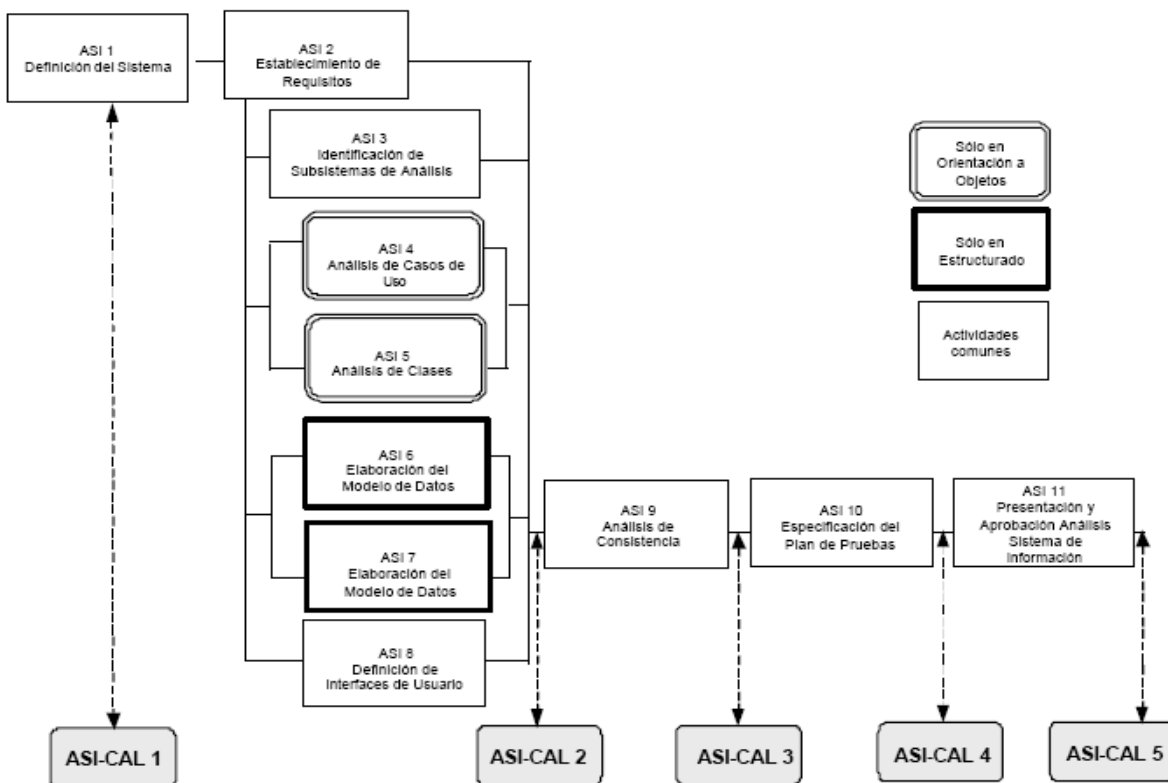 ASI 1
Definición del Sistema
ASI 2
Establecimiento de
Requisitos
ASI 3
Identificación de
Subsistemas de Análisis
ASI 4
Análisis de Casos de
Uso
ASI 5
Análisis de Clases
ASI 6
Elaboración del
Modelo de Datos
ASI 7
Elaboración del
Modelo de Datos
ASI 8
Definición de
Interfaces de Usuario
Sólo en
Orientación a
Objetos
Sólo en
Estructurado
Actividades
comunes
ASI 9
Análisis de
Consistencia
ASI 10
Especificación del
Plan de Pruebas
ASI 11
Presentación y
Aprobación Análisis
Sistema de
Información
ASI-CAL 1
ASI-CAL 2
ASI-CAL 3
ASI-CAL 4
ASI-CAL 5